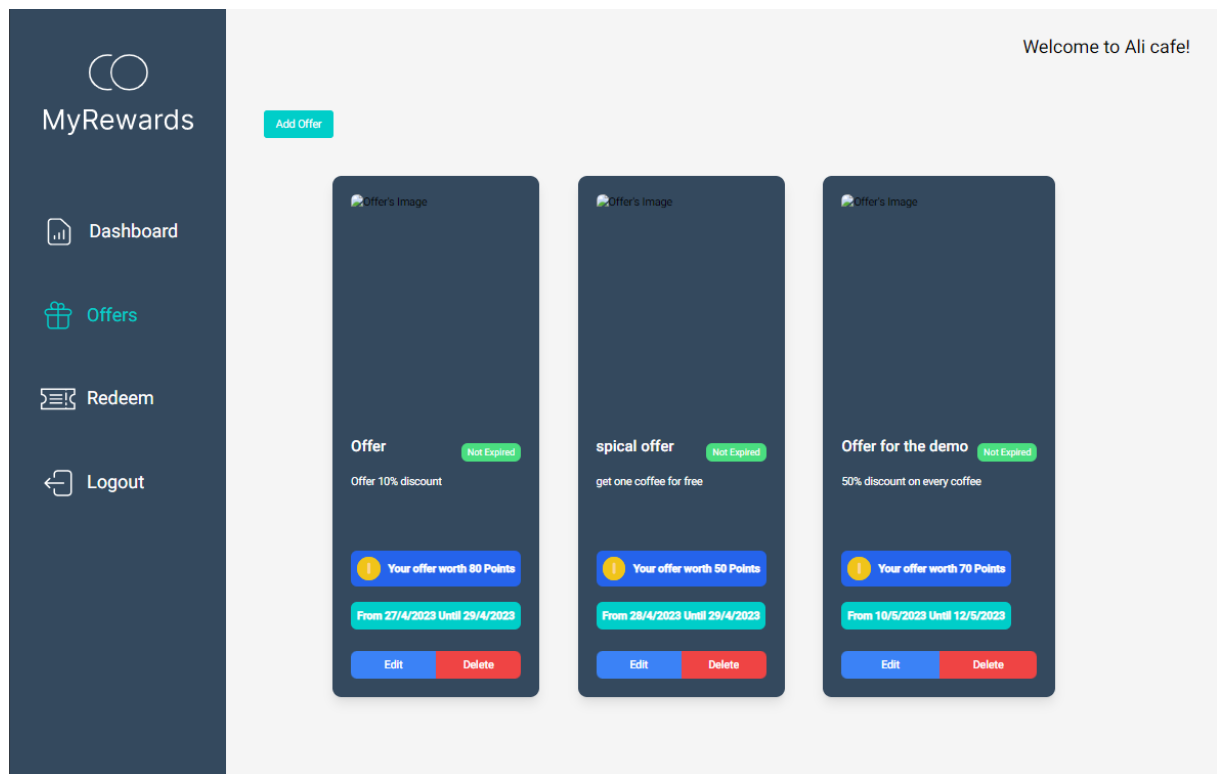 Welcome to Ali cafe!
MyRewards
Dashboard
Offers
Redeem
Logout
Add Offer
Offer's Image
Offer
Not Expired
Offer 10% discount
Your offer worth 80 Points
From 27/4/2023 Until 29/4/2023
Edit
Delete
Offer's Image
spical offer
Not Expired
get one coffee for free
Your offer worth 50 Points
From 28/4/2023 Until 29/4/2023
Edit
Delete
Offer's Image
Offer for the demo
Not Expired
50% discount on every coffee
Your offer worth 70 Points
From 10/5/2023 Until 12/5/2023
Edit
Delete